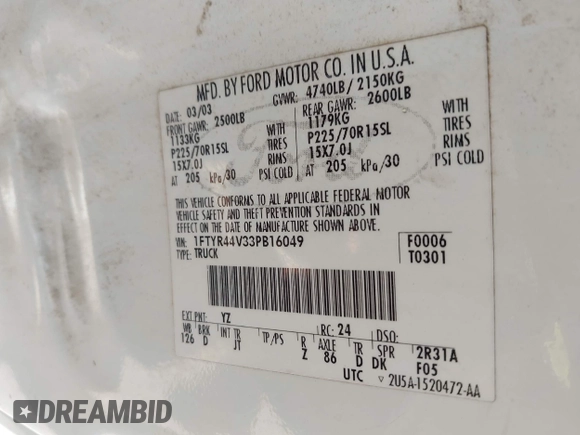 MFD. BY FORD MOTOR CO. IN U.S.A.
DATE: 03/03 GVWR: 4740LB/ 2150KG
FRONT GAWR: 2500LB REAR GAWR: 2600LB
1133KG WITH 1179KG WITH
P225/70R15SL TIRES P225/70R15SL TIRES
15X7.0J RIMS 15X7.0J RIMS
AT 205 kPa/30 PSI COLD AT 205 kPa/30 PSI COLD
Ford
THIS VEHICLE CONFORMS TO ALL APPLICABLE FEDERAL MOTOR
VEHICLE SAFETY AND THEFT PREVENTION STANDARDS IN
EFFECT ON THE DATE OF MANUFACTURE SHOWN ABOVE.
VIN: 1FTYR44V33PB16049 F0006
TYPE: TRUCK T0301
EXT PNT: YZ RC: 24 DSO:
WB BRK INT TR TP/PS R AXLE TR SPR 2R31A
126 D JT Z 86 D DK F05
UTC ▽ 2U5A-1520472-AA
DREAMBID